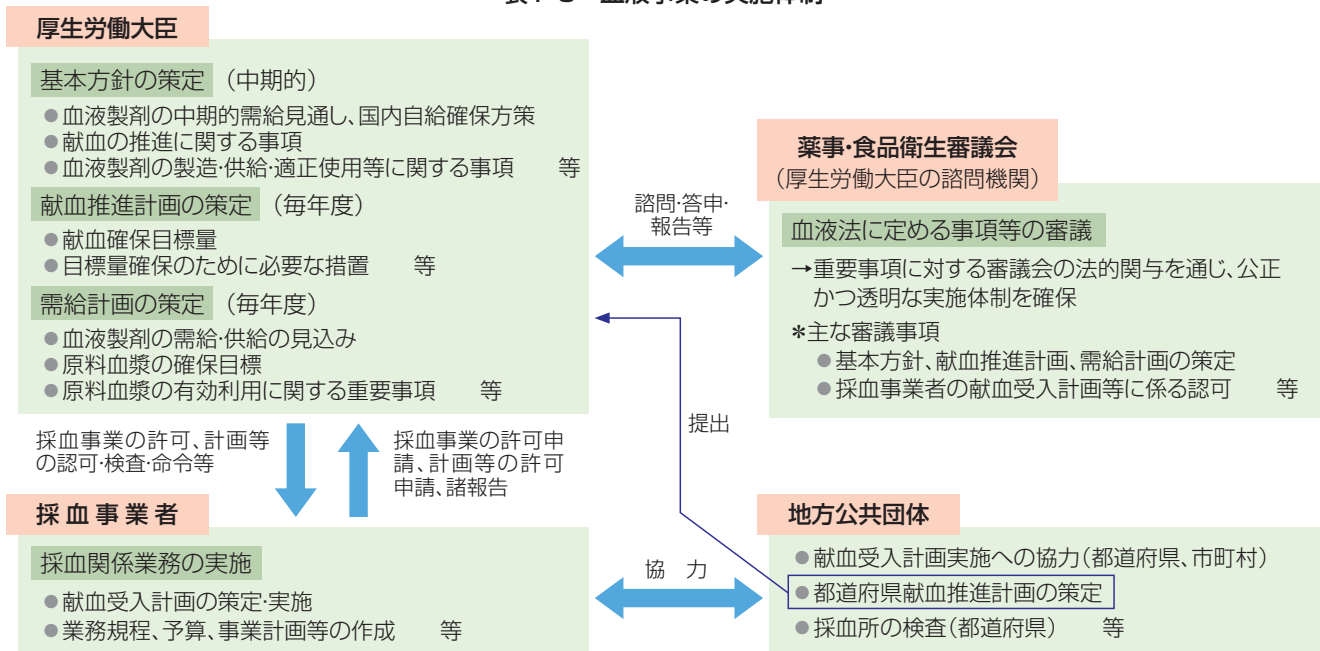 厚生労働大臣
基本方針の策定 (中期的)
●血液製剤の中期的需給見通し、国内自給確保方策
●献血の推進に関する事項
●血液製剤の製造・供給・適正使用等に関する事項 等
献血推進計画の策定 (毎年度)
●献血確保目標量
●目標量確保のために必要な措置 等
需給計画の策定 (毎年度)
●血液製剤の需給・供給の見込み
●原料血漿の確保目標
●原料血漿の有効利用に関する重要事項 等
諮問・答申・
報告等
薬事・食品衛生審議会
(厚生労働大臣の諮問機関)
血液法に定める事項等の審議
→重要事項に対する審議会の法的関与を通じ、公正
かつ透明な実施体制を確保
*主な審議事項
●基本方針、献血推進計画、需給計画の策定
●採血事業者の献血受入計画等に係る認可 等
採血事業の許可、計画等
の認可・検査・命令等
採血事業の許可申
請、計画等の許可
申請、諸報告
提出
採血事業者
採血関係業務の実施
●献血受入計画の策定・実施
●業務規程、予算、事業計画等の作成 等
協 力
地方公共団体
●献血受入計画実施への協力(都道府県、市町村)
●都道府県献血推進計画の策定
●採血所の検査(都道府県) 等